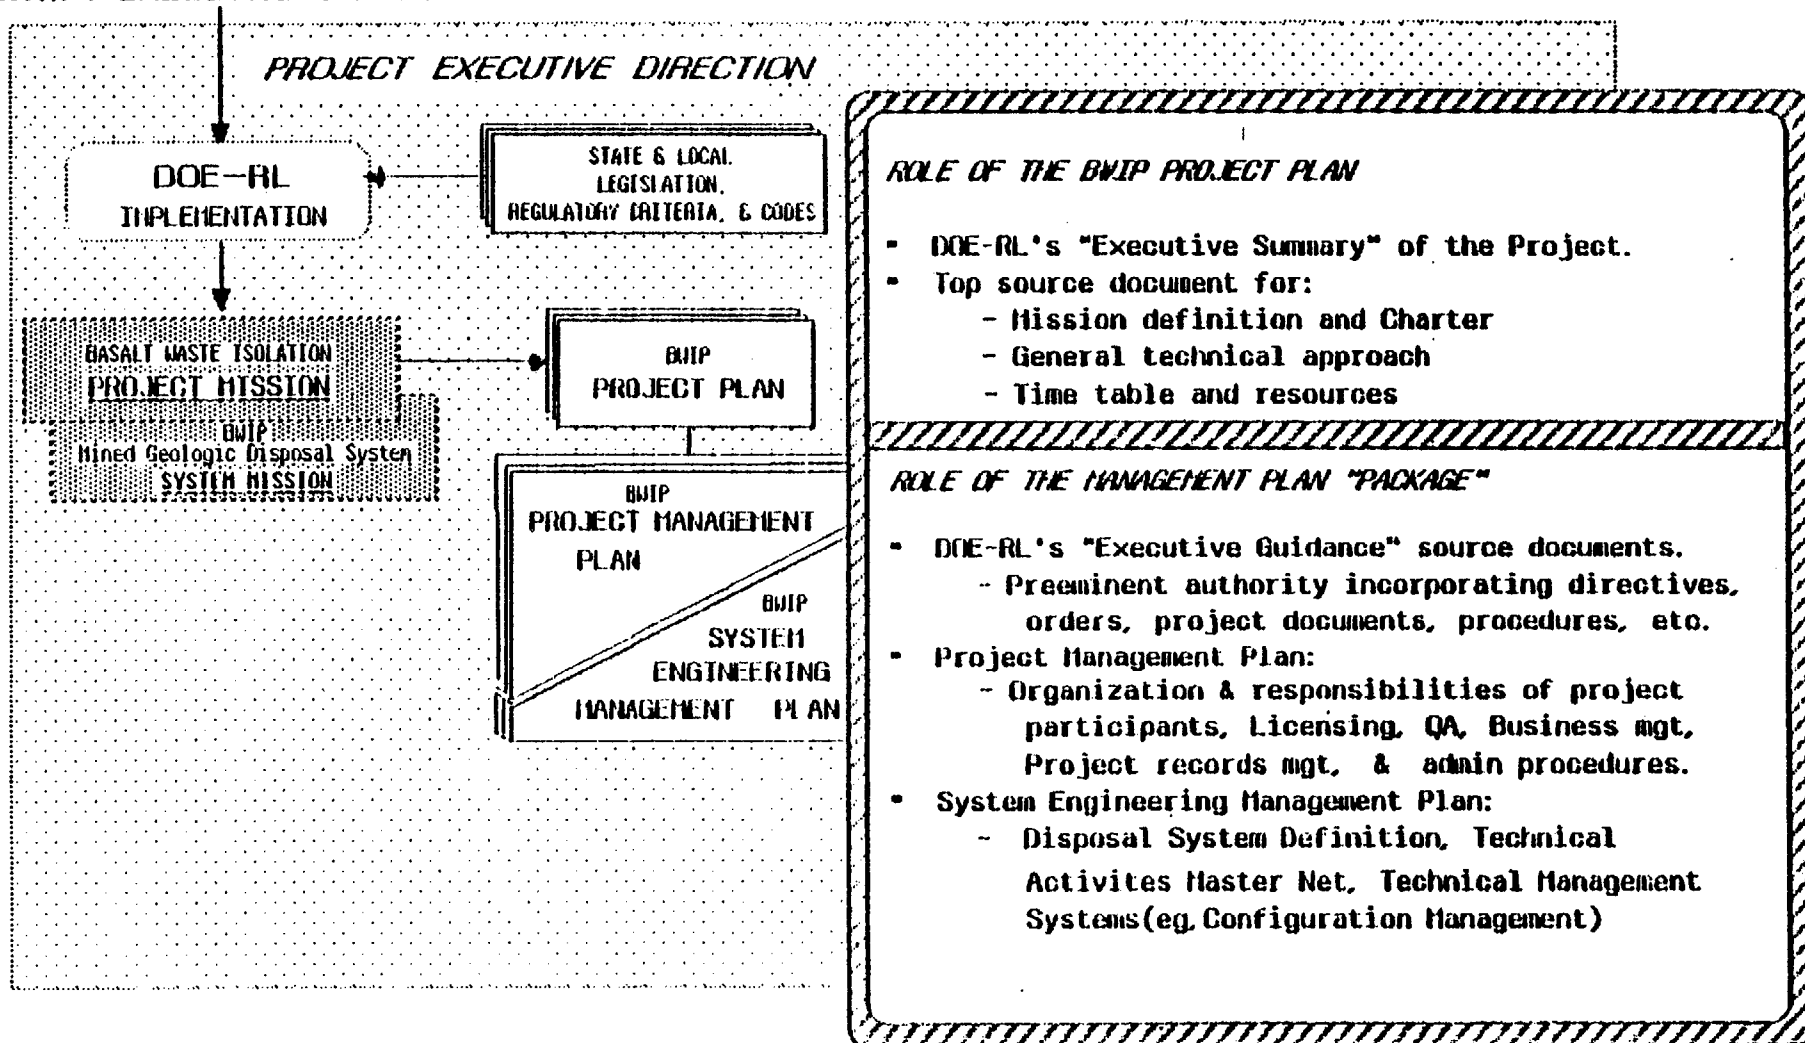 PROJECT EXECUTIVE DIRECTION
DOE-RL
IMPLEMENTATION
STATE & LOCAL
LEGISLATION,
REGULATORY CRITERIA, & CODES
BASALT WASTE ISOLATION
PROJECT MISSION
BWIP
Mined Geologic Disposal System
SYSTEM MISSION
BWIP
PROJECT PLAN
BWIP
PROJECT MANAGEMENT
PLAN
BWIP
SYSTEM
ENGINEERING
MANAGEMENT PLAN
ROLE OF THE BWIP PROJECT PLAN
- DOE-RL's "Executive Summary" of the Project.
- Top source document for:
- Mission definition and Charter
- General technical approach
- Time table and resources
ROLE OF THE MANAGEMENT PLAN "PACKAGE"
- DOE-RL's "Executive Guidance" source documents.
- Preeminent authority incorporating directives,
orders, project documents, procedures, etc.
- Project Management Plan:
- Organization & responsibilities of project
participants, Licensing, QA, Business mgt,
Project records mgt, & admin procedures.
- System Engineering Management Plan:
- Disposal System Definition, Technical
Activites Master Net, Technical Management
Systems(eg, Configuration Management)